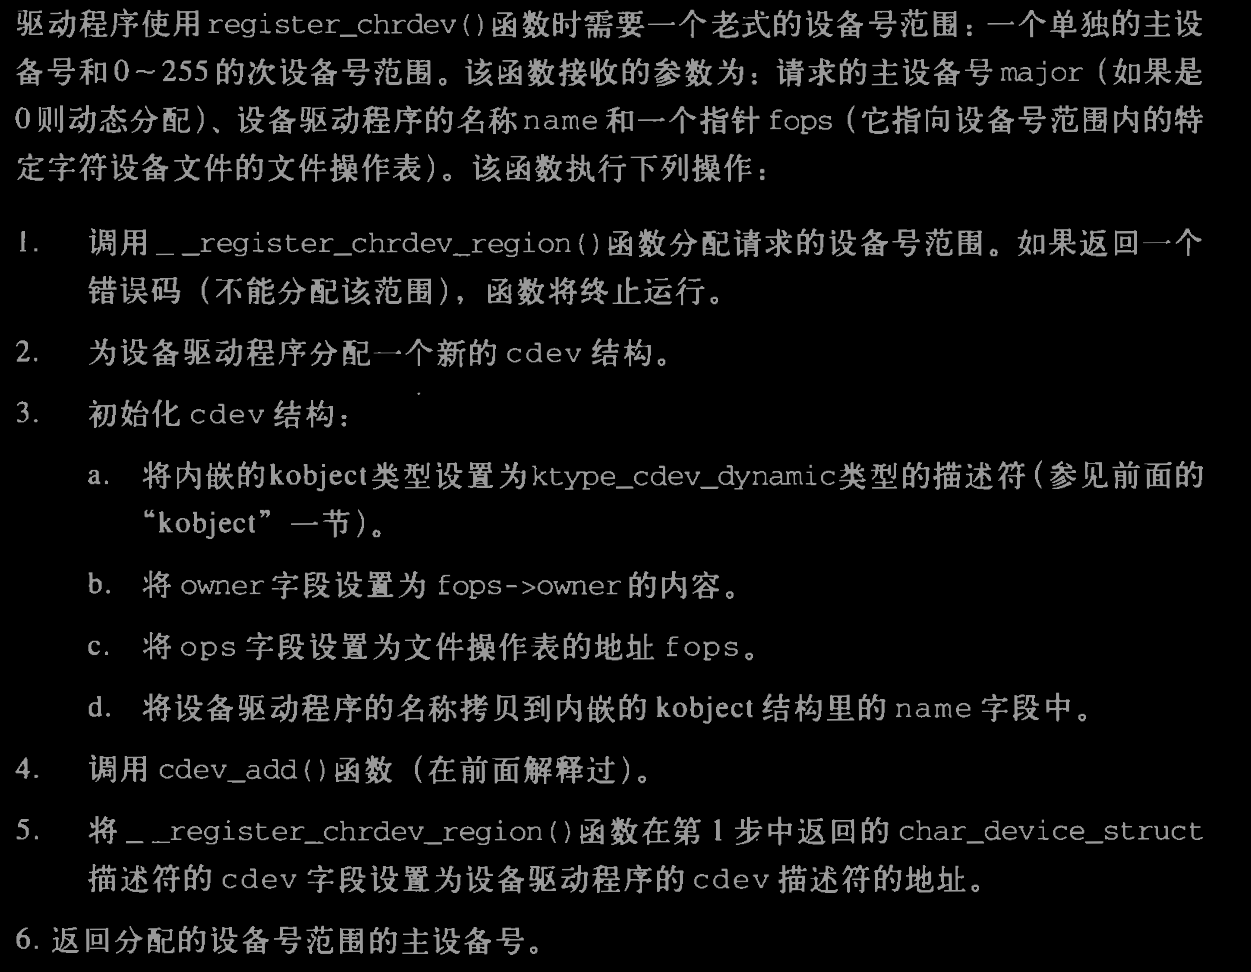 驱动程序使用register_chrdev()函数时需要一个老式的设备号范围：一个单独的主设
备号和0~255的次设备号范围。该函数接收的参数为：请求的主设备号major（如果是
0则动态分配）、设备驱动程序的名称name和一个指针fops（它指向设备号范围内的特
定字符设备文件的文件操作表）。该函数执行下列操作：
1. 调用__register_chrdev_region()函数分配请求的设备号范围。如果返回一个
错误码（不能分配该范围），函数将终止运行。
2. 为设备驱动程序分配一个新的cdev结构。
3. 初始化cdev结构：
a. 将内嵌的kobject类型设置为ktype_cdev_dynamic类型的描述符（参见前面的
“kobject”一节）。
b. 将owner字段设置为fops->owner的内容。
c. 将ops字段设置为文件操作表的地址fops。
d. 将设备驱动程序的名称拷贝到内嵌的kobject结构里的name字段中。
4. 调用cdev_add()函数（在前面解释过）。
5. 将__register_chrdev_region()函数在第1步中返回的char_device_struct
描述符的cdev字段设置为设备驱动程序的cdev描述符的地址。
6. 返回分配的设备号范围的主设备号。